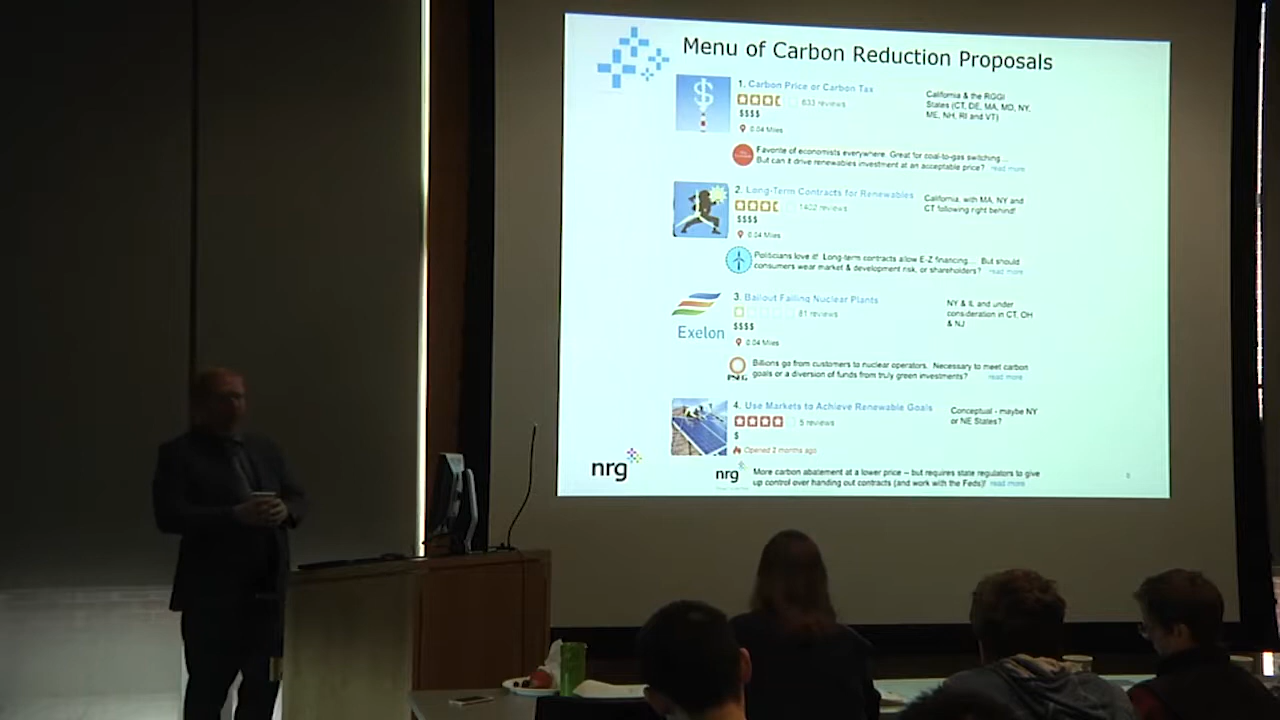 Menu of Carbon Reduction Proposals
$
1. Carbon Price or Carbon Tax
633 reviews
$$$$
0.04 Miles
California & the RGGI
States (CT, DE, MA, MD, NY,
ME, NH, RI and VT)
Favorite of economists everywhere. Great for coal-to-gas switching...
But can it drive renewables investment at an acceptable price? read more
2. Long-Term Contracts for Renewables
1402 reviews
$$$$
0.04 Miles
California, with MA, NY and
CT following right behind!
Politicians love it! Long-term contracts allow E-Z financing... But should
consumers wear market & development risk, or shareholders? read more
3. Bailout Failing Nuclear Plants
81 reviews
$$$$
0.04 Miles
Exelon
NY & IL and under
consideration in CT, OH
& NJ
PSEG
Billions go from customers to nuclear operators. Necessary to meet carbon
goals or a diversion of funds from truly green investments? read more
4. Use Markets to Achieve Renewable Goals
5 reviews
$
Opened 2 months ago
Conceptual - maybe NY
or NE States?
nrg
nrg
More carbon abatement at a lower price – but requires state regulators to give
up control over handing out contracts (and work with the Feds)! read more